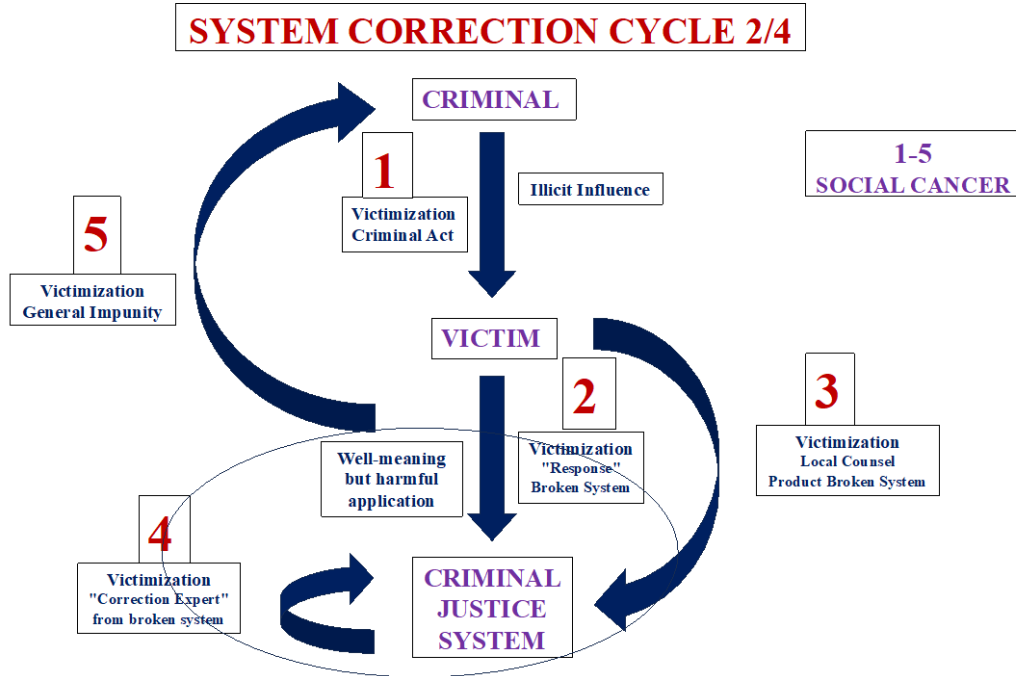 SYSTEM CORRECTION CYCLE 2/4
CRIMINAL
1
Victimization
Criminal Act
Illicit Influence
1-5
SOCIAL CANCER
5
Victimization
General Impunity
VICTIM
2
Victimization
"Response"
Broken System
3
Victimization
Local Counsel
Product Broken System
Well-meaning
but harmful
application
4
Victimization
"Correction Expert"
from broken system
CRIMINAL
JUSTICE
SYSTEM